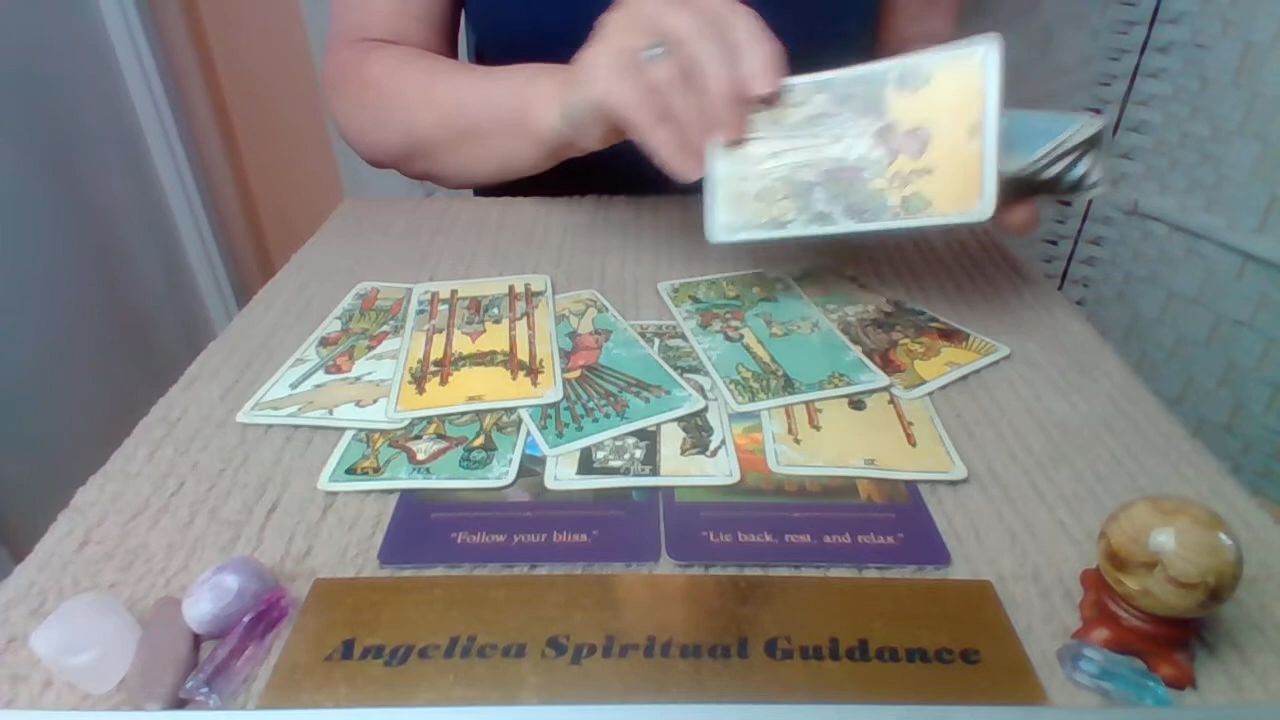 "Follow your bliss."
"Lie back, rest, and relax."
Angelica Spiritual Guidance